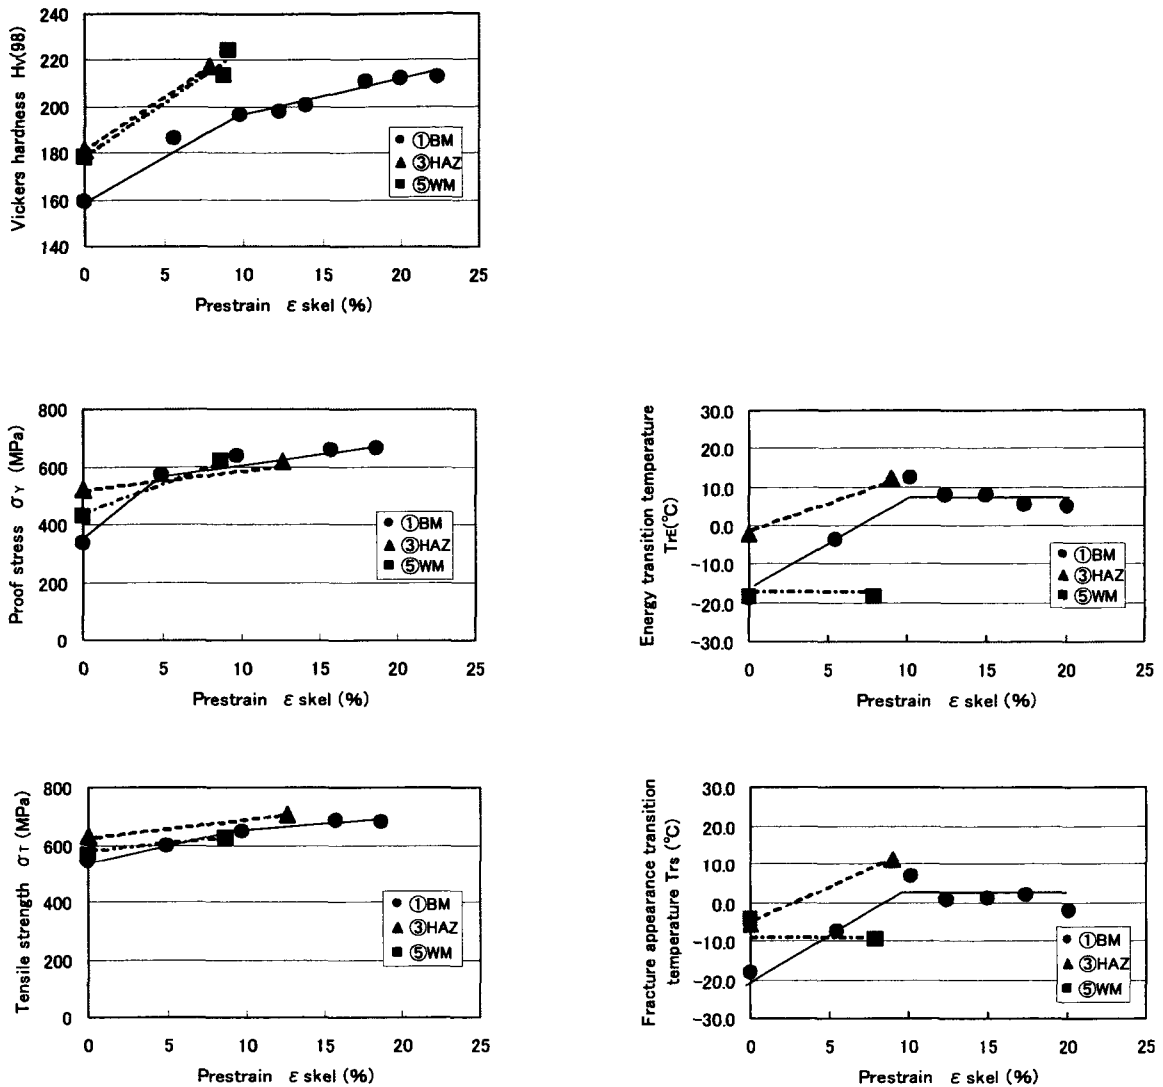 240
220
200
180
160
140
Vickers hardness Hv(98)
①BM
③HAZ
⑤WM
0 5 10 15 20 25
Prestrain ε skel (%)
800
600
400
200
0
Proof stress σY (MPa)
①BM
③HAZ
⑤WM
0 5 10 15 20 25
Prestrain ε skel (%)
30.0
20.0
10.0
0.0
-10.0
-20.0
-30.0
Energy transition temperature
TrE(℃)
①BM
③HAZ
⑤WM
0 5 10 15 20 25
Prestrain ε skel (%)
800
600
400
200
0
Tensile strength σT (MPa)
①BM
③HAZ
⑤WM
0 5 10 15 20 25
Prestrain ε skel (%)
30.0
20.0
10.0
0.0
-10.0
-20.0
-30.0
Fracture appearance transition
temperature Trs (℃)
①BM
③HAZ
⑤WM
0 5 10 15 20 25
Prestrain ε skel (%)